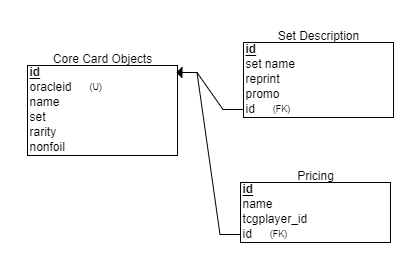 Core Card Objects
id
oracleid (U)
name
set
rarity
nonfoil
Set Description
id
set name
reprint
promo
id (FK)
Pricing
id
name
tcgplayer_id
id (FK)